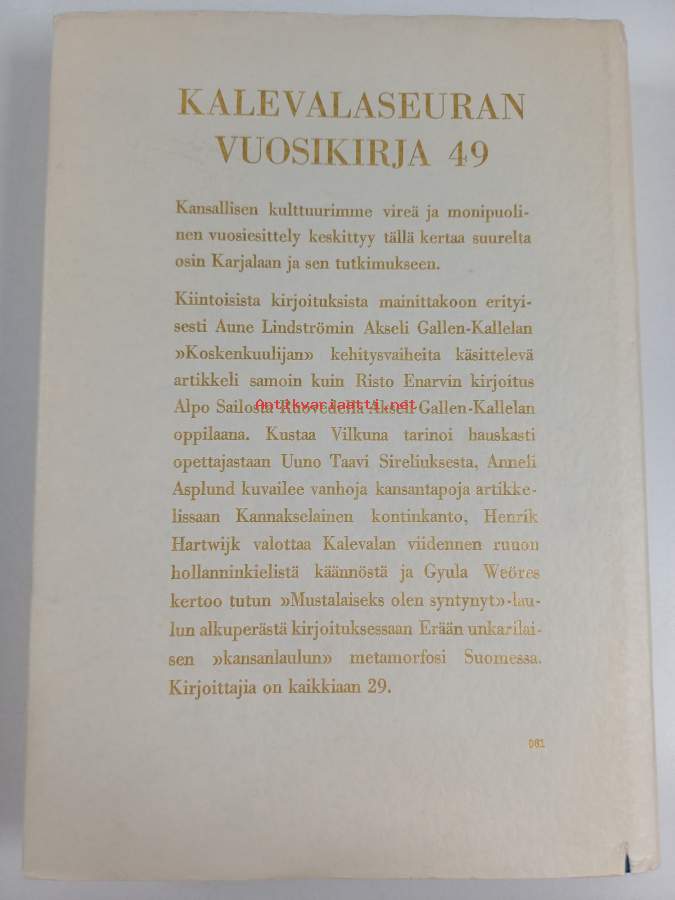 KALEVALASEURAN
VUOSIKIRJA 49
Kansallisen kulttuurimme vireä ja monipuoli-
nen vuosiesittely keskittyy tällä kertaa suurelta
osin Karjalaan ja sen tutkimukseen.
Kiintoisista kirjoituksista mainittakoon erityi-
sesti Aune Lindströmin Akseli Gallen-Kallelan
»Koskenkuulijan» kehitysvaiheita käsittelevä
artikkeli samoin kuin Risto Enarvin kirjoitus
Antikvariaatti.net
Alpo Sailosta Ruovedellä Akseli Gallen-Kallelan
oppilaana. Kustaa Vilkuna tarinoi hauskasti
opettajastaan Uuno Taavi Sireliuksesta, Anneli
Asplund kuvailee vanhoja kansantapoja artikke-
lissaan Kannakselainen kontinkanto, Henrik
Hartwijk valottaa Kalevalan viidennen runon
hollanninkielistä käännöstä ja Gyula Weöres
kertoo tutun »Mustalaiseks olen syntynyt»-lau-
lun alkuperästä kirjoituksessaan Erään unkarilai-
sen »kansanlaulun» metamorfosi Suomessa.
Kirjoittajia on kaikkiaan 29.
081